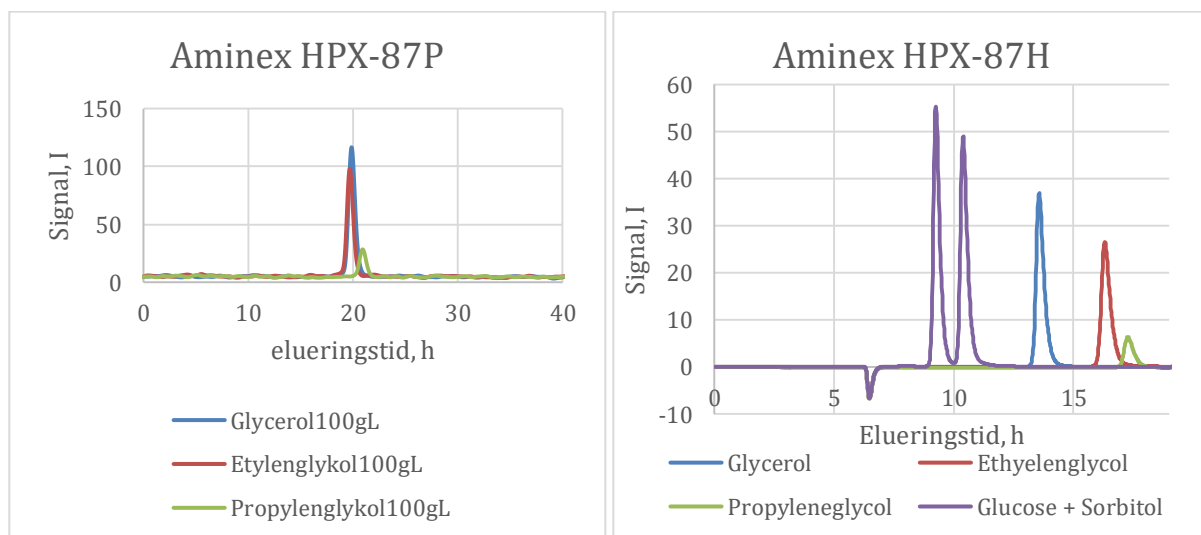 Aminex HPX-87P
150
100
50
0
Signal, I
0 10 20 30 40
elueringstid, h
Glycerol100gL
Etylenglykol100gL
Propylenglykol100gL
Aminex HPX-87H
60
50
40
30
20
10
0
-10
Signal, I
0 5 10 15
Elueringstid, h
Glycerol Ethyelenglycol
Propyleneglycol Glucose + Sorbitol